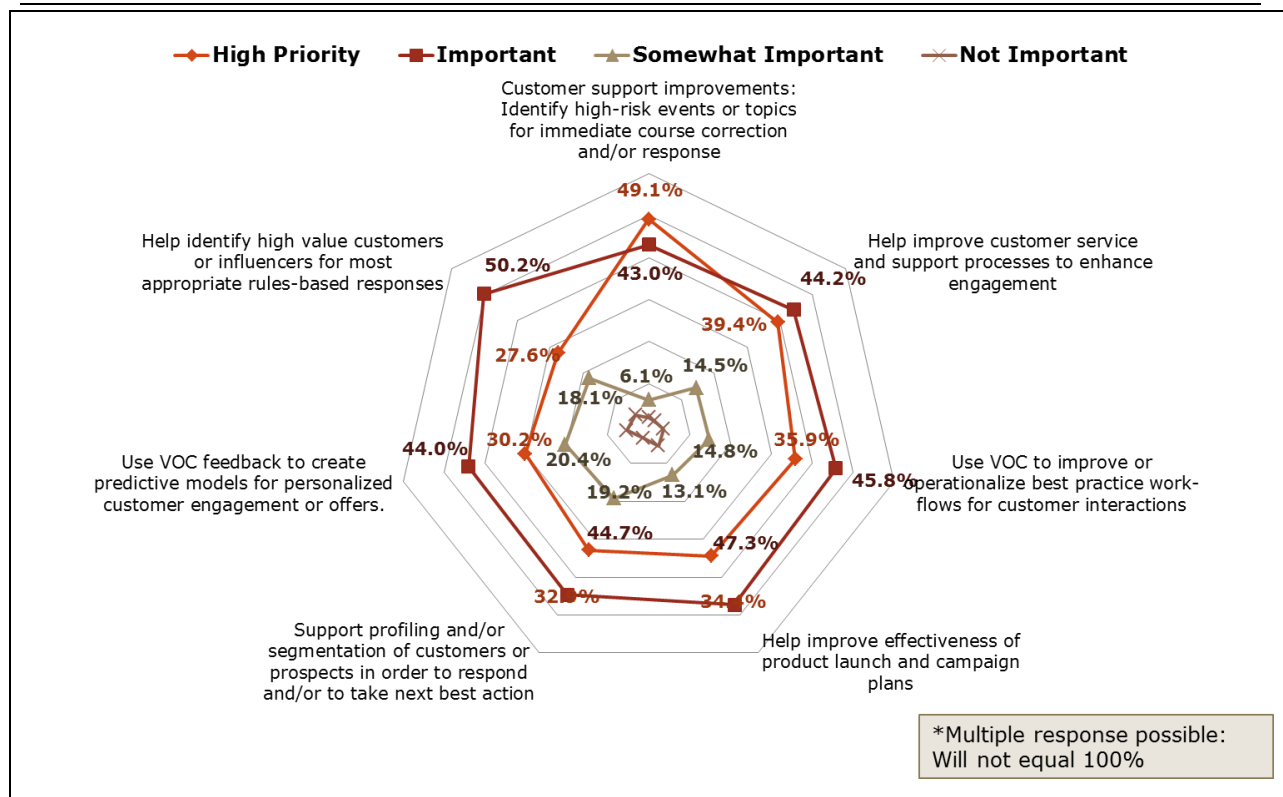 High Priority Important Somewhat Important Not Important
Customer support improvements:
Identify high-risk events or topics
for immediate course correction
and/or response
49.1%
Help identify high value customers
or influencers for most
appropriate rules-based responses
Help improve customer service
and support processes to enhance
engagement
50.2%
43.0%
44.2%
39.4%
27.6%
6.1%
14.5%
18.1%
30.2%
35.9%
44.0%
20.4%
14.8%
45.8%
19.2%
13.1%
Use VOC feedback to create
predictive models for personalized
customer engagement or offers.
Use VOC to improve or
operationalize best practice work-
flows for customer interactions
44.7%
47.3%
Support profiling and/or
segmentation of customers or
prospects in order to respond
and/or to take next best action
Help improve effectiveness of
product launch and campaign
plans
*Multiple response possible:
Will not equal 100%